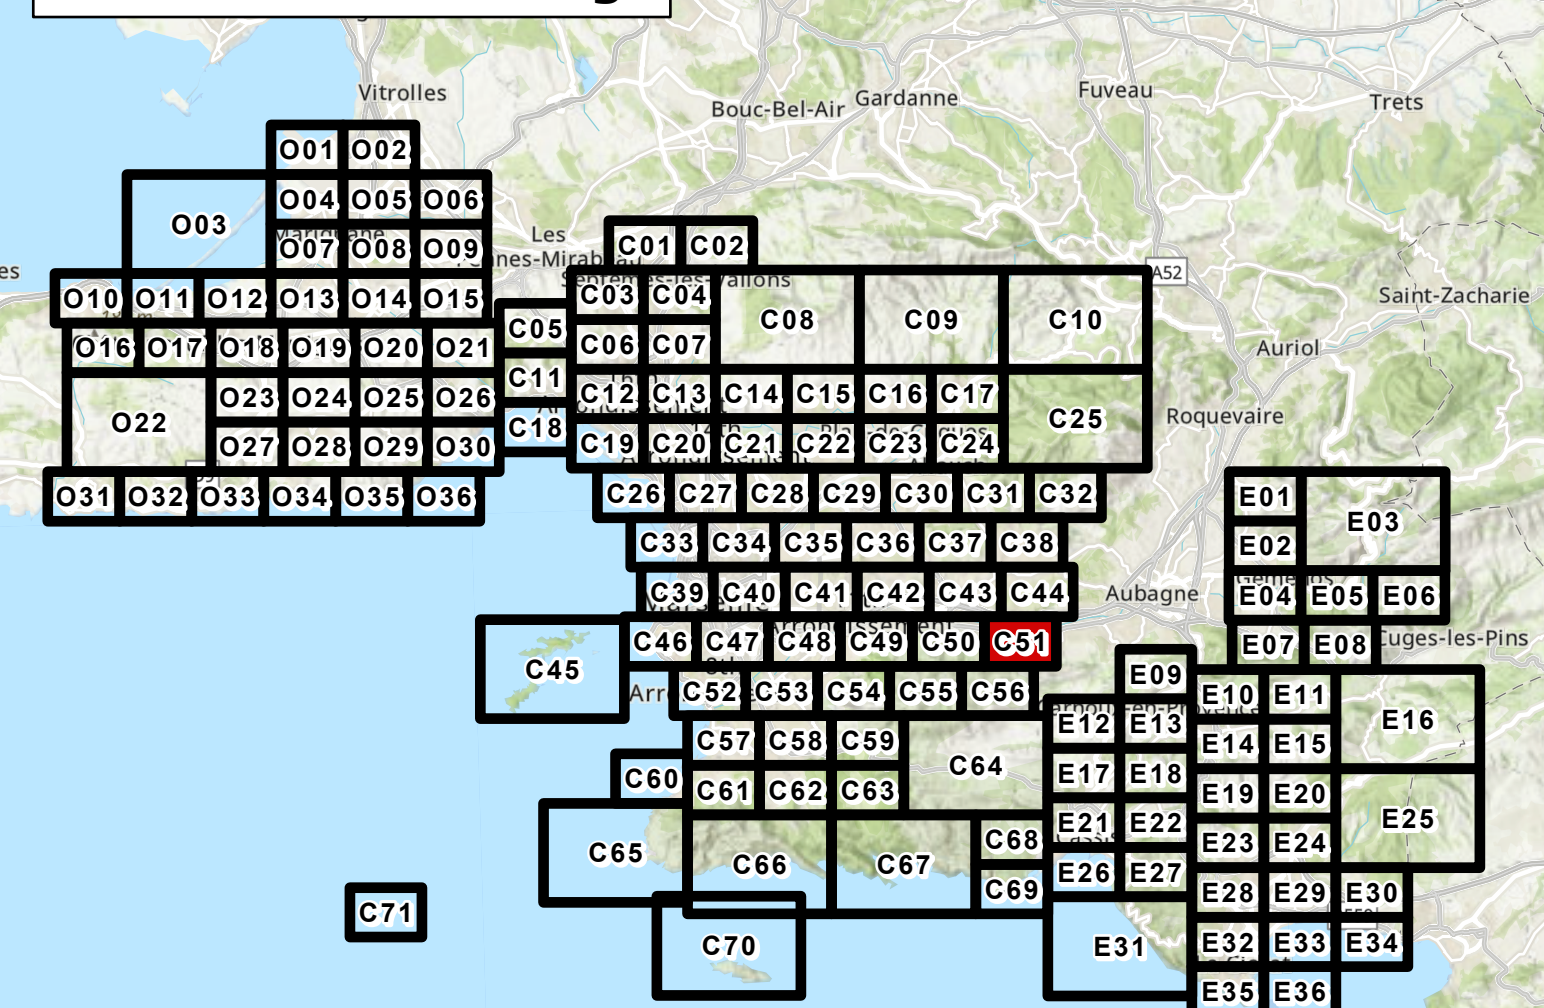 Vitrolles
Bouc-Bel-Air
Gardanne
Fuveau
Trets
O01 O02
O04 O05 O06
O03
Les
O07 O08 O09
C01 C02
A52
O10 O11 O12 O13 O14 O15
C03 C04
Saint-Zacharie
C05
C08 C09 C10
O16 O17 O18 O19 O20 O21
C06 C07
Auriol
C11
O23 O24 O25 O26
C12 C13 C14 C15 C16 C17
O22
C25
Roquevaire
C18
O27 O28 O29 O30
C19 C20 C21 C22 C23 C24
O31 O32 O33 O34 O35 O36
C26 C27 C28 C29 C30 C31 C32
E01
E03
C33 C34 C35 C36 C37 C38
E02
C39 C40 C41 C42 C43 C44
Aubagne
E04 E05 E06
C46 C47 C48 C49 C50 C51
E07 E08
Cuges-les-Pins
C45
E09
C52 C53 C54 C55 C56
E10 E11
E12 E13
E16
C57 C58 C59
E14 E15
C64
E17 E18
C60
C61 C62 C63
E19 E20
E21 E22
E25
C68
E23 E24
C65
C66 C67
E26 E27
C69
E28 E29 E30
C71
C70
E31
E32 E33 E34
E35 E36